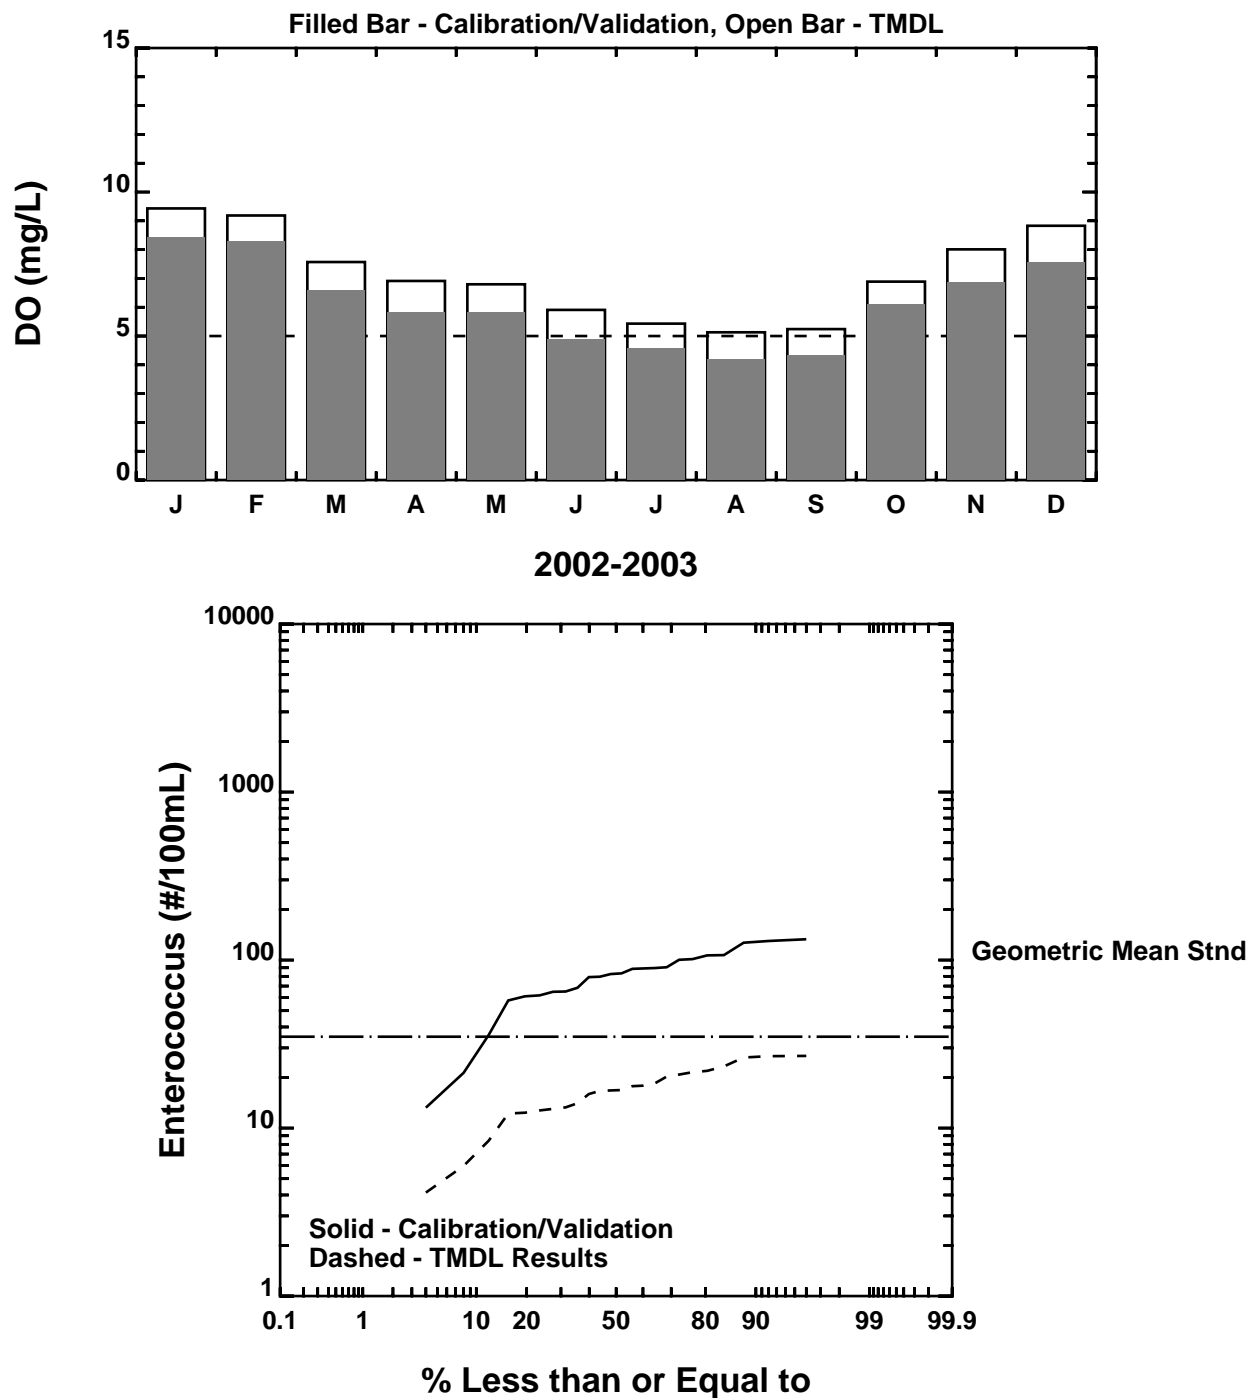 Filled Bar - Calibration/Validation, Open Bar - TMDL
15
10
5
0
DO (mg/L)
J F M A M J J A S O N D
2002-2003
10000
1000
100
10
1
Enterococcus (#/100mL)
Geometric Mean Stnd
Solid - Calibration/Validation
Dashed - TMDL Results
0.1 1 10 20 50 80 90 99 99.9
% Less than or Equal to